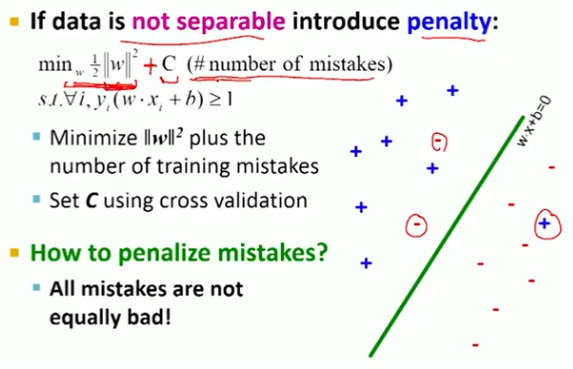 If data is not separable introduce penalty:
min_w ½‖w‖² + C (# number of mistakes)
s.t.∀i, y_i(w · x_i + b) ≥ 1
Minimize ‖w‖² plus the
number of training mistakes
Set C using cross validation
How to penalize mistakes?
All mistakes are not
equally bad!
w·x+b=0